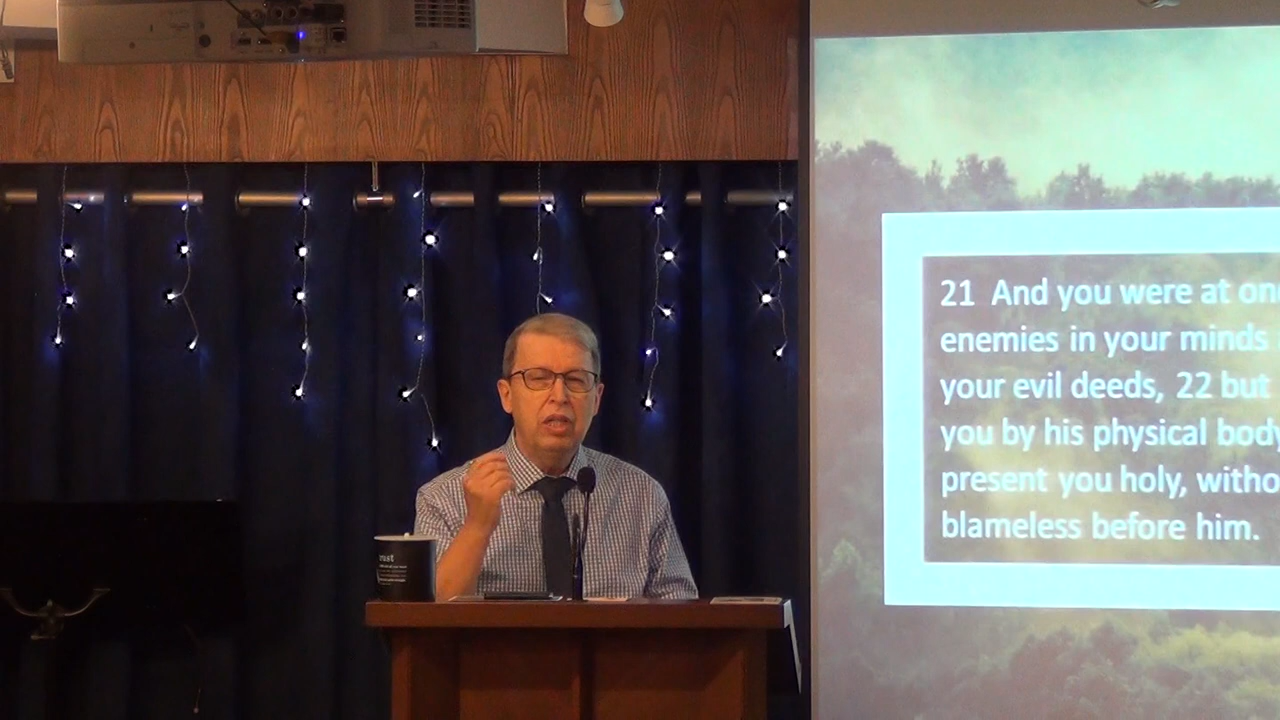 21 And you were at on
enemies in your minds
your evil deeds, 22 but
you by his physical body
present you holy, witho
blameless before him.
rust